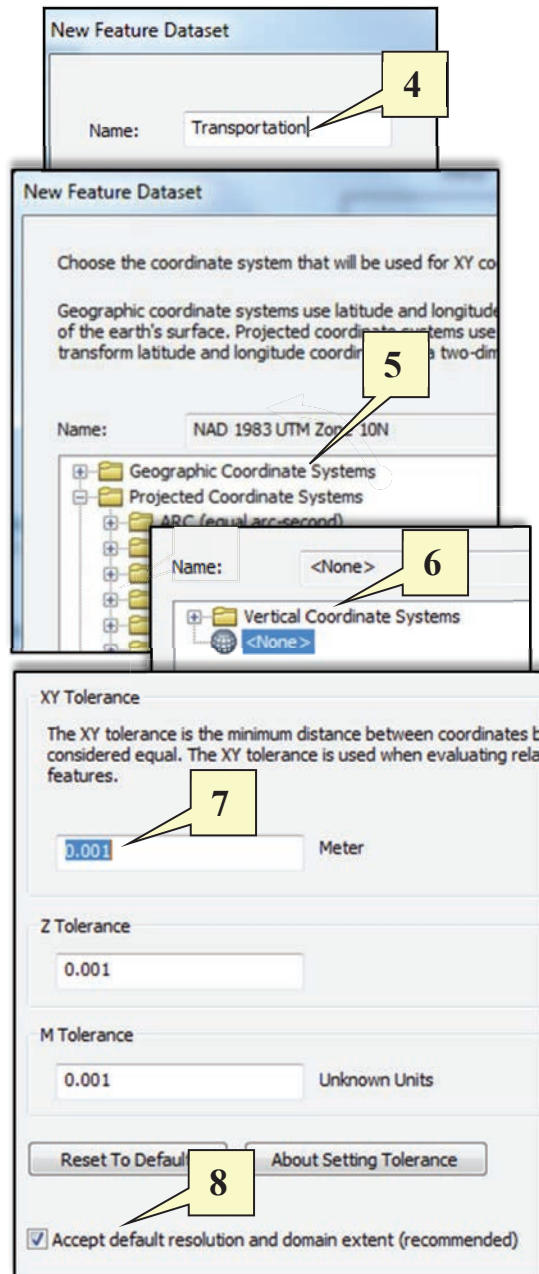 New Feature Dataset
4
Name: Transportation
New Feature Dataset
Choose the coordinate system that will be used for XY co
Geographic coordinate systems use latitude and longitude
of the earth's surface. Projected coordinate systems use
transform latitude and longitude coordin a two-dim
5
Name: NAD 1983 UTM Zone 10N
Geographic Coordinate Systems
Projected Coordinate Systems
ARC (equal arc-second)
Name: <None>
6
Vertical Coordinate Systems
<None>
XY Tolerance
The XY tolerance is the minimum distance between coordinates b
considered equal. The XY tolerance is used when evaluating rela
features.
7
0.001 Meter
Z Tolerance
0.001
M Tolerance
0.001 Unknown Units
Reset To Defaul About Setting Tolerance
8
Accept default resolution and domain extent (recommended)